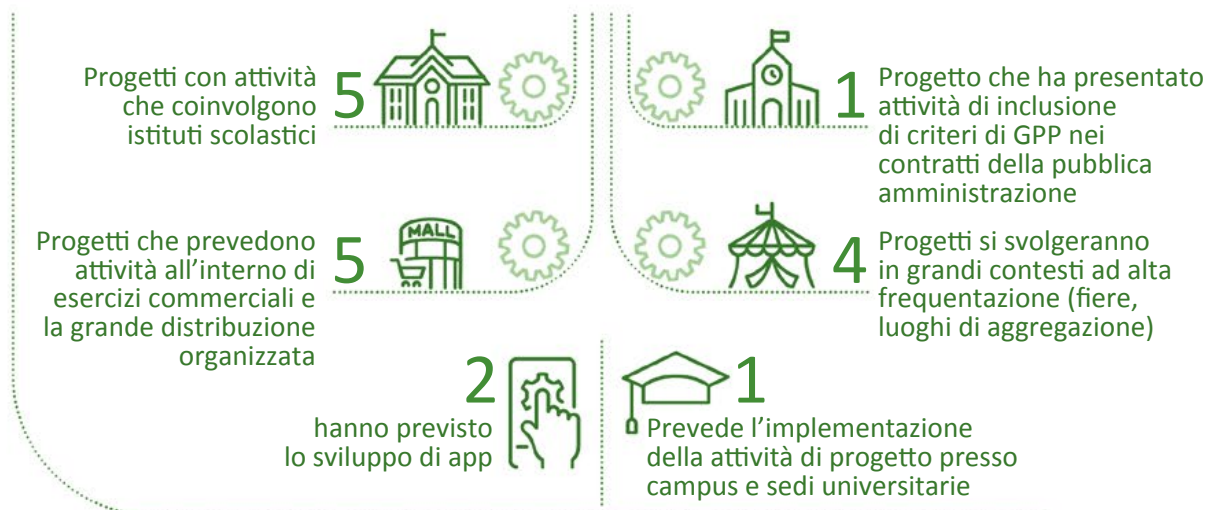 Progetti con attività
che coinvolgono
istituti scolastici
5
1
Progetto che ha presentato
attività di inclusione
di criteri di GPP nei
contratti della pubblica
amministrazione
Progetti che prevedono
attività all'interno di
esercizi commerciali e
la grande distribuzione
organizzata
5
MALL
4
Progetti si svolgeranno
in grandi contesti ad alta
frequentazione (fiere,
luoghi di aggregazione)
2
hanno previsto
lo sviluppo di app
1
Prevede l'implementazione
della attività di progetto presso
campus e sedi universitarie